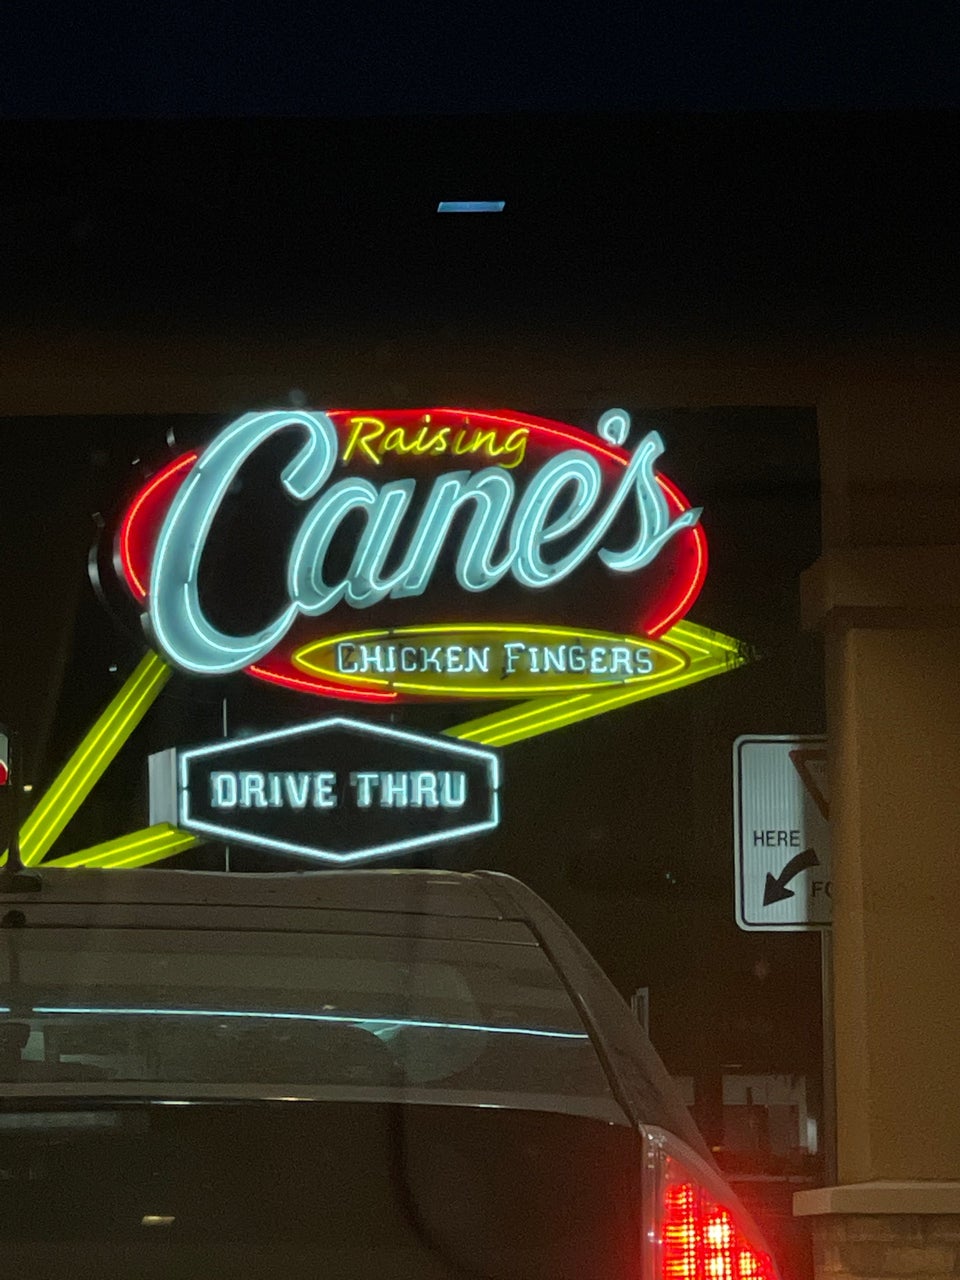 Raising
Cane's
CHICKEN FINGERS
DRIVE THRU
HERE